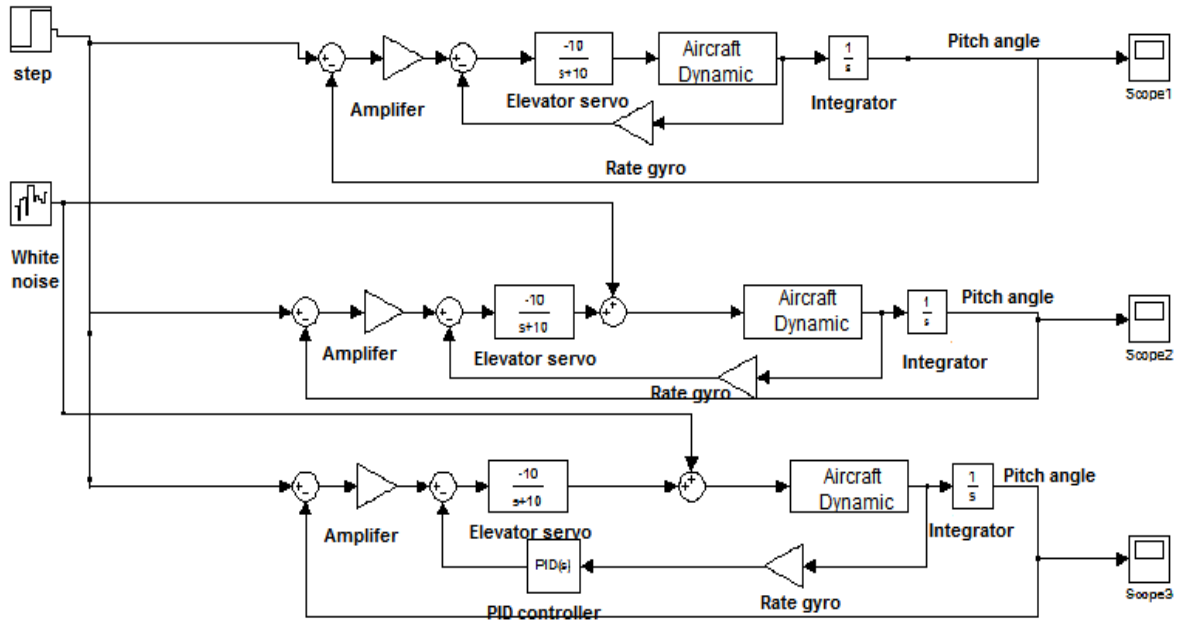 step
+
-
Amplifer
+
-
-10
s+10
Elevator servo
Aircraft
Dynamic
1
s
Integrator
Pitch angle
Scope1
Rate gyro
White
noise
+
-
Amplifer
+
-
-10
s+10
Elevator servo
+
+
Aircraft
Dynamic
1
s
Integrator
Pitch angle
Scope2
Rate gyro
+
-
Amplifer
+
-
-10
s+10
Elevator servo
+
+
Aircraft
Dynamic
1
s
Integrator
Pitch angle
Scope3
PID(s)
PID controller
Rate gyro